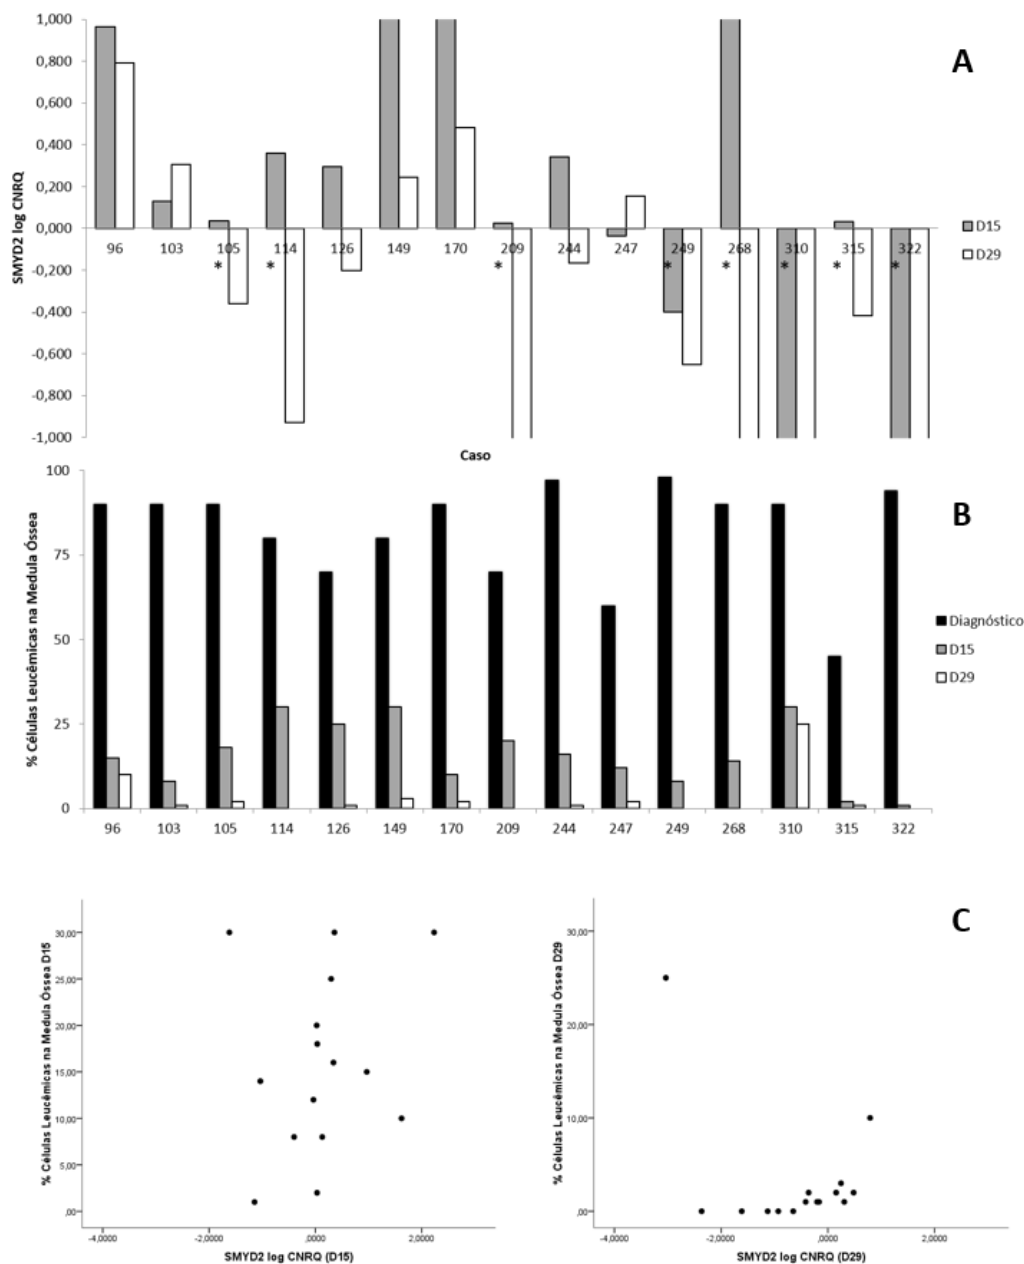 A
SMYD2 log CNRQ
1,000
0,800
0,600
0,400
0,200
0,000
-0,200
-0,400
-0,600
-0,800
-1,000
96 103 105 114 126 149 170 209 244 247 249 268 310 315 322
* * * * * * * *
D15
D29
Caso
B
% Células Leucêmicas na Medula Óssea
100
75
50
25
0
96 103 105 114 126 149 170 209 244 247 249 268 310 315 322
Diagnóstico
D15
D29
C
% Células Leucêmicas na Medula Óssea D15
30,00
25,00
20,00
15,00
10,00
5,00
,00
-4,0000 -2,0000 ,0000 2,0000
SMYD2 log CNRQ (D15)
% Células Leucêmicas na Medula Óssea D29
30,00
20,00
10,00
,00
-4,0000 -2,0000 ,0000 2,0000
SMYD2 log CNRQ (D29)